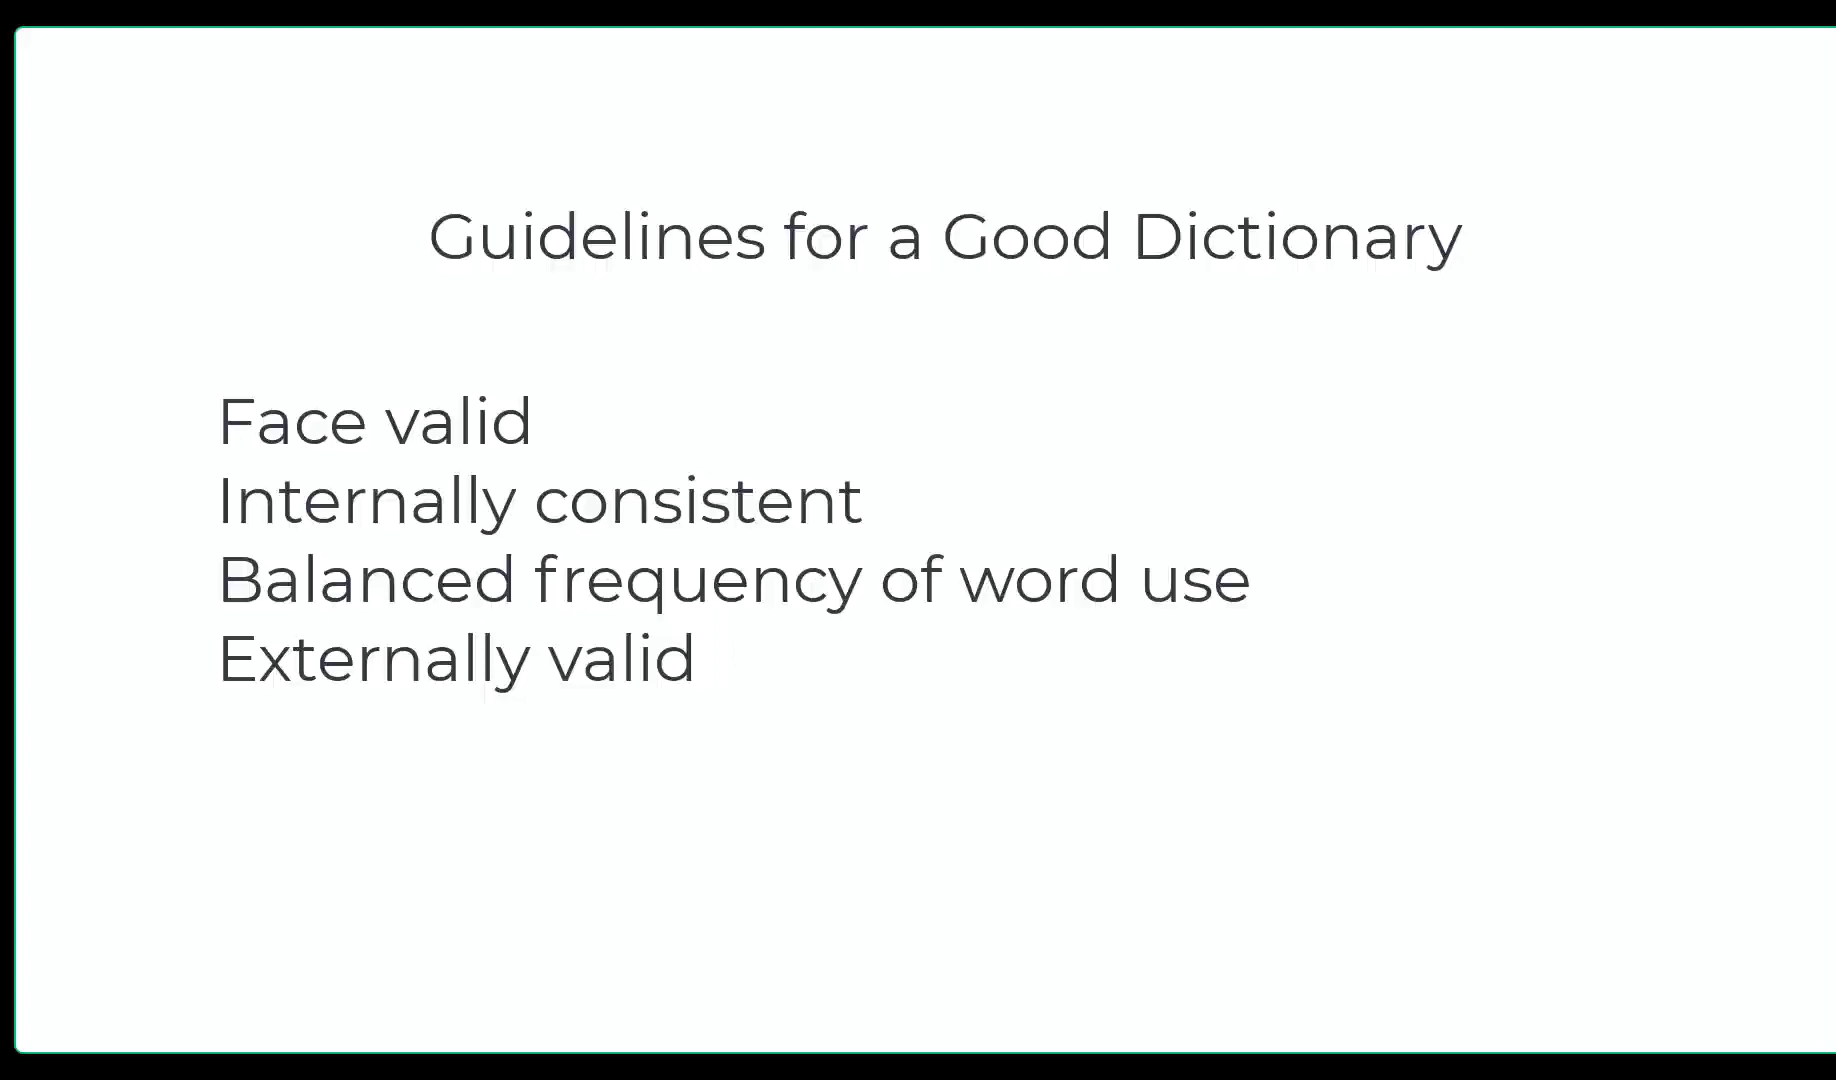 Guidelines for a Good Dictionary
Face valid
Internally consistent
Balanced frequency of word use
Externally valid